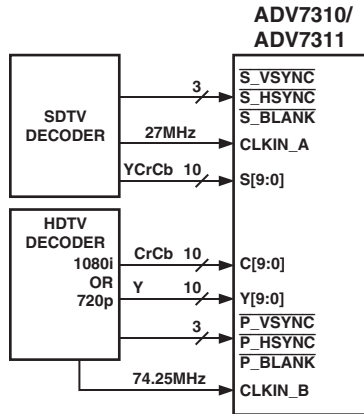 ADV7310/
ADV7311
SDTV
DECODER
3
S_VSYNC
S_HSYNC
S_BLANK
27MHz
CLKIN_A
YCrCb 10
S[9:0]
HDTV
DECODER
1080i
OR
720p
CrCb 10
C[9:0]
Y 10
Y[9:0]
3
P_VSYNC
P_HSYNC
P_BLANK
74.25MHz
CLKIN_B